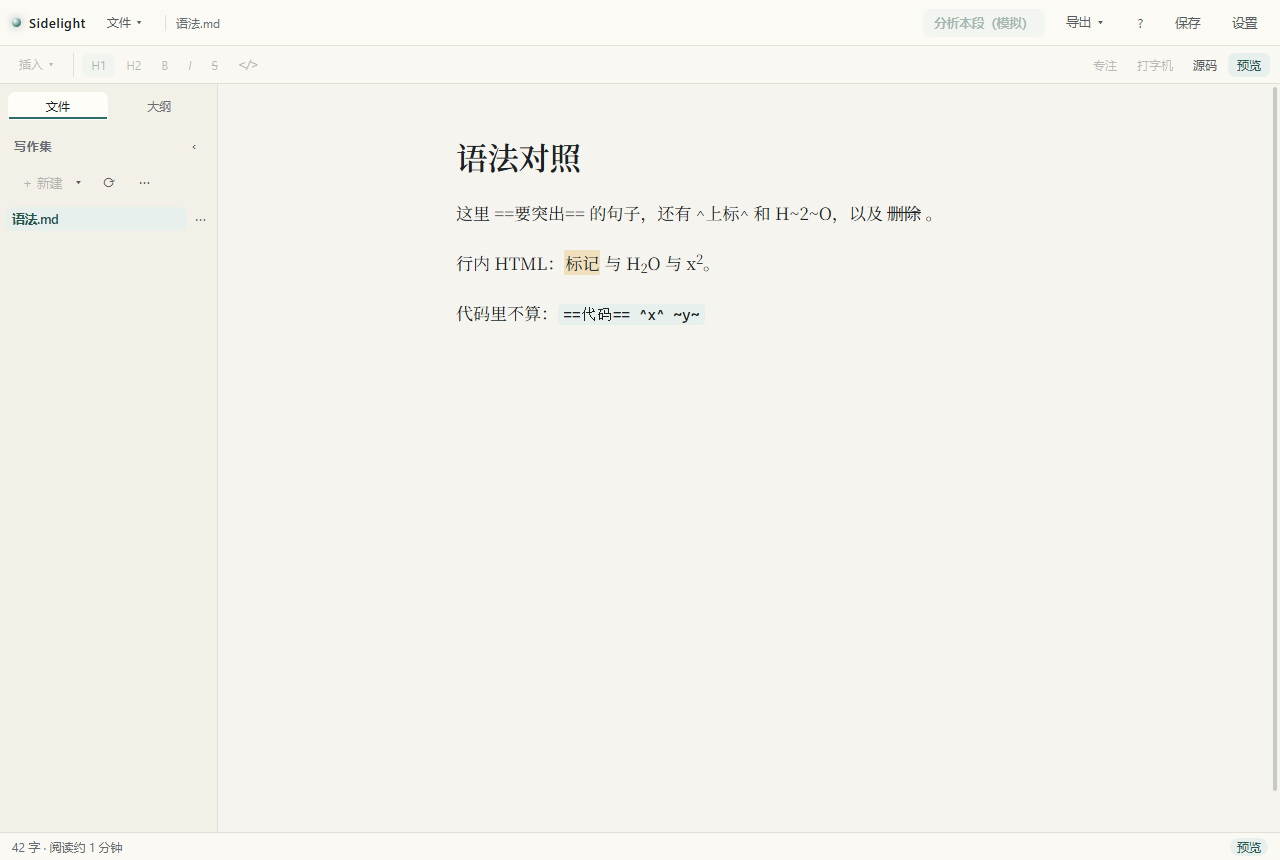 Sidelight 文件 ▾ 语法.md 分析本段（模拟） 导出 ▾ ? 保存 设置
插入 ▾ H1 H2 B I S </> 专注 打字机 源码 预览
文件 大纲
写作集 ‹
+ 新建 ▾ ⟳ ···
语法.md ···
语法对照
这里 ==要突出== 的句子，还有 ^上标^ 和 H~2~O，以及 删除 。
行内 HTML：标记 与 H₂O 与 x²。
代码里不算：==代码== ^x^ ~y~
42 字 · 阅读约 1 分钟 预览